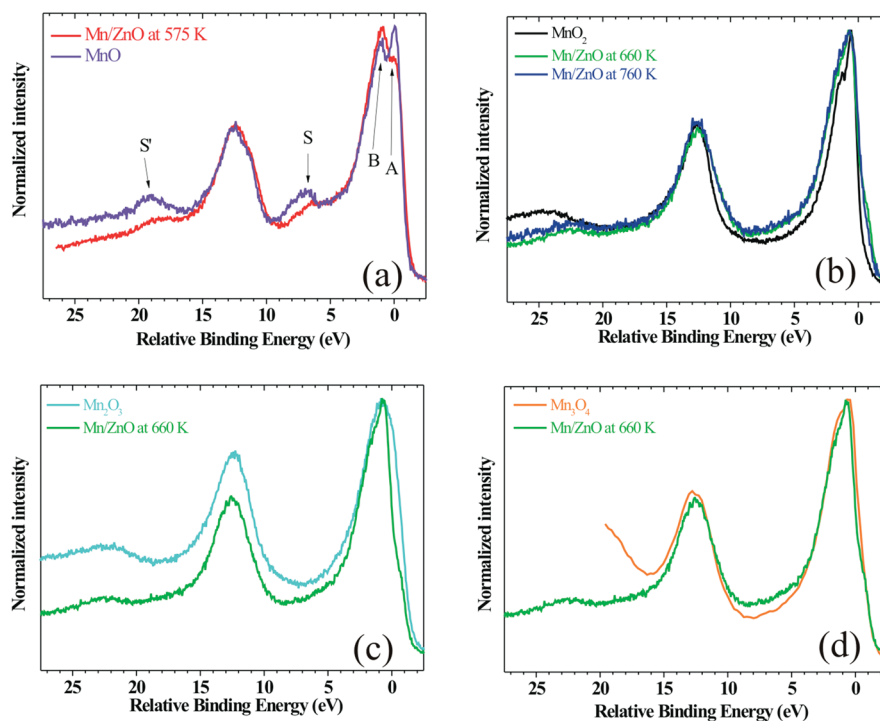 Mn/ZnO at 575 K
MnO
S'
S
B
A
(a)
Normalized intensity
25 20 15 10 5 0
Relative Binding Energy (eV)
MnO₂
Mn/ZnO at 660 K
Mn/ZnO at 760 K
(b)
Normalized intensity
25 20 15 10 5 0
Relative Binding Energy (eV)
Mn₂O₃
Mn/ZnO at 660 K
(c)
Normalized intensity
25 20 15 10 5 0
Relative Binding Energy (eV)
Mn₃O₄
Mn/ZnO at 660 K
(d)
Normalized intensity
25 20 15 10 5 0
Relative Binding Energy (eV)